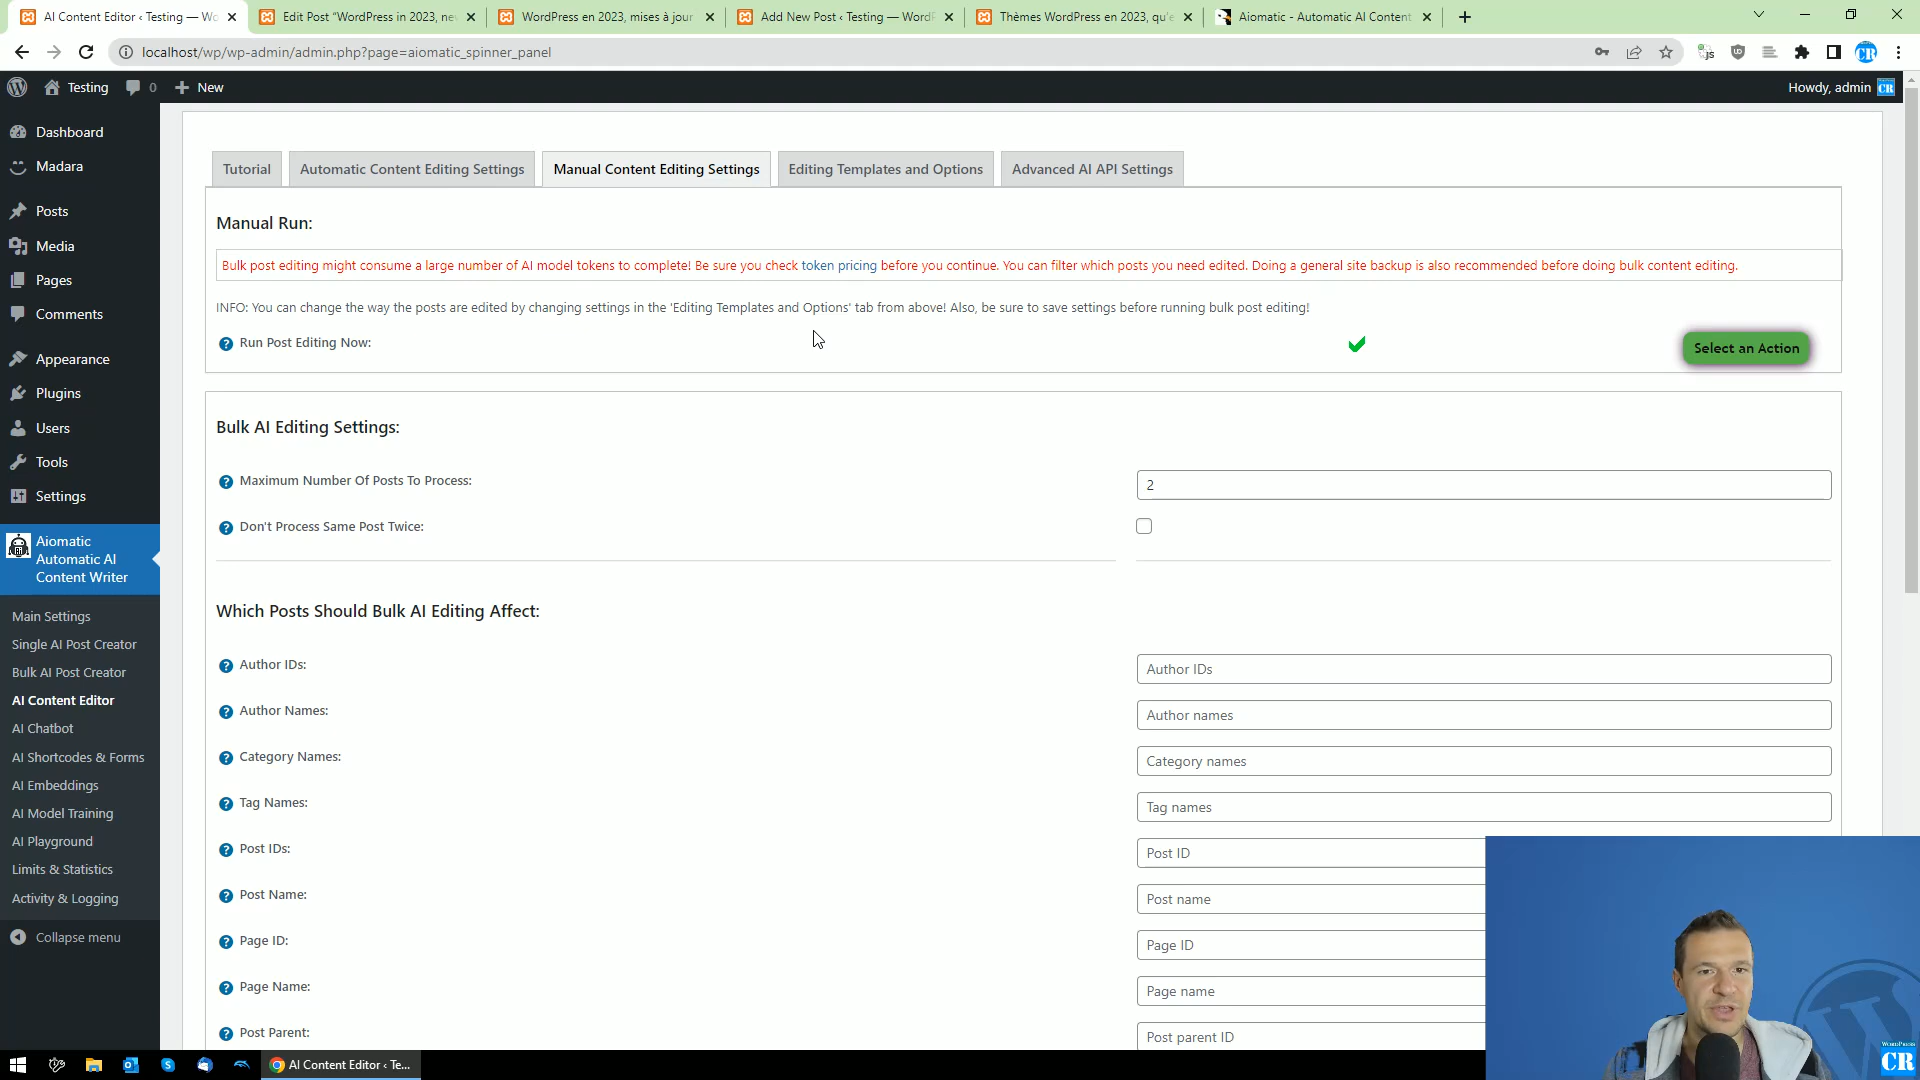 AI Content Editor ‹ Testing — Wo
Edit Post "WordPress in 2023, nev
WordPress en 2023, mises à jour
Add New Post ‹ Testing — WordP
Thèmes WordPress en 2023, qu'e
Aiomatic - Automatic AI Content
localhost/wp/wp-admin/admin.php?page=aiomatic_spinner_panel
Testing
0
New
Howdy, admin
CR
Dashboard
Madara
Posts
Media
Pages
Comments
Appearance
Plugins
Users
Tools
Settings
Aiomatic
Automatic AI
Content Writer
Main Settings
Single AI Post Creator
Bulk AI Post Creator
AI Content Editor
AI Chatbot
AI Shortcodes & Forms
AI Embeddings
AI Model Training
AI Playground
Limits & Statistics
Activity & Logging
Collapse menu
Tutorial
Automatic Content Editing Settings
Manual Content Editing Settings
Editing Templates and Options
Advanced AI API Settings
Manual Run:
Bulk post editing might consume a large number of AI model tokens to complete! Be sure you check token pricing before you continue. You can filter which posts you need edited. Doing a general site backup is also recommended before doing bulk content editing.
INFO: You can change the way the posts are edited by changing settings in the 'Editing Templates and Options' tab from above! Also, be sure to save settings before running bulk post editing!
Run Post Editing Now:
Select an Action
Bulk AI Editing Settings:
Maximum Number Of Posts To Process:
2
Don't Process Same Post Twice:
Which Posts Should Bulk AI Editing Affect:
Author IDs:
Author IDs
Author Names:
Author names
Category Names:
Category names
Tag Names:
Tag names
Post IDs:
Post ID
Post Name:
Post name
Page ID:
Page ID
Page Name:
Page name
Post Parent:
Post parent ID
AI Content Editor ‹ Te...
WORDPRESS
CR